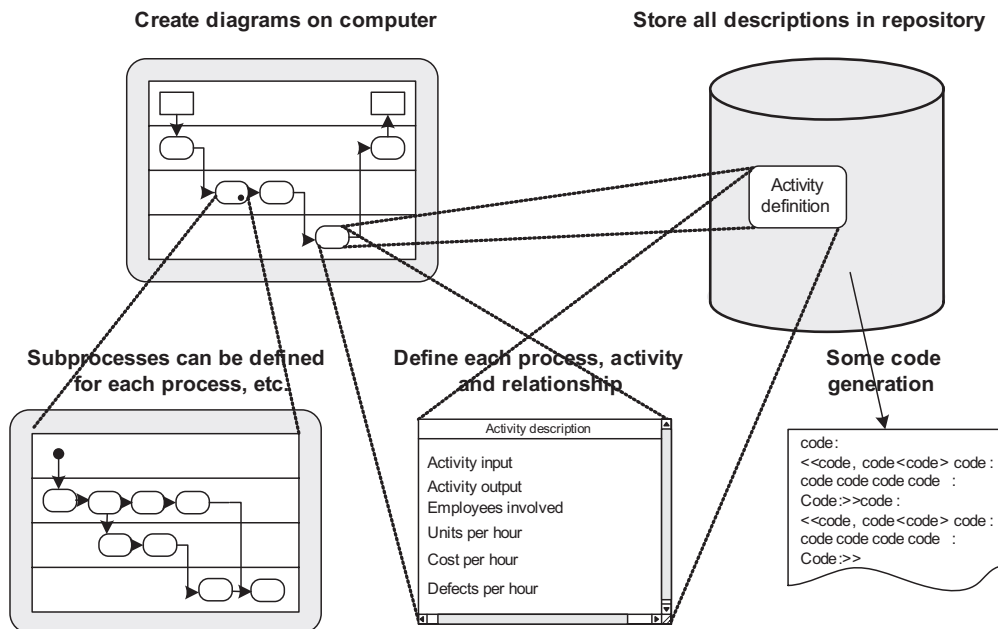 Create diagrams on computer
Store all descriptions in repository
Activity
definition
Subprocesses can be defined
for each process, etc.
Define each process, activity
and relationship
Some code
generation
Activity description
Activity input
Activity output
Employees involved
Units per hour
Cost per hour
Defects per hour
code:
<<code, code<code> code:
code code code code :
Code:>>code:
<<code, code<code> code:
code code code code :
Code:>>